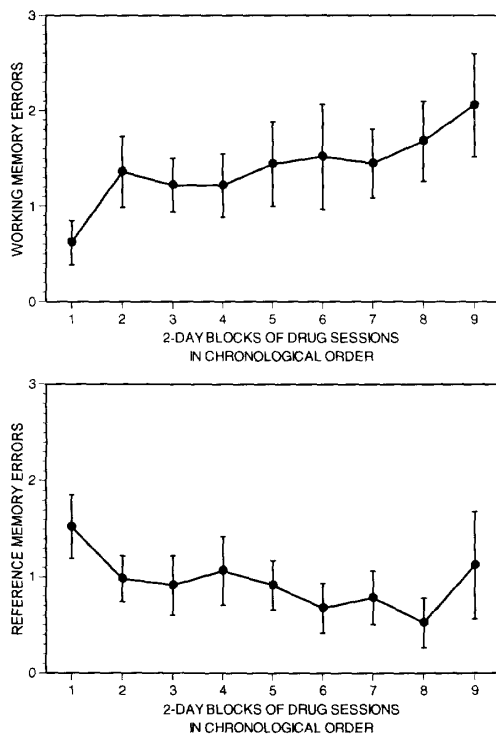 3
2
1
0
WORKING MEMORY ERRORS
1 2 3 4 5 6 7 8 9
2-DAY BLOCKS OF DRUG SESSIONS
IN CHRONOLOGICAL ORDER
3
2
1
0
REFERENCE MEMORY ERRORS
1 2 3 4 5 6 7 8 9
2-DAY BLOCKS OF DRUG SESSIONS
IN CHRONOLOGICAL ORDER